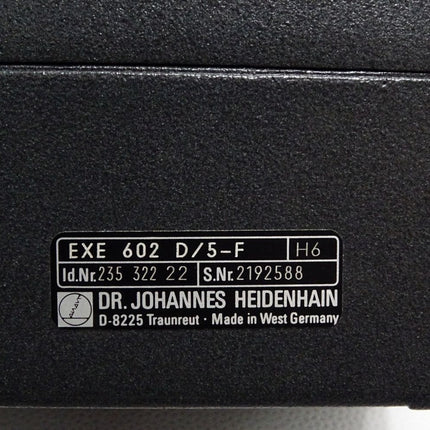 EXE 602 D/5-F H6
Id.Nr. 235 322 22 S.Nr. 2192588
DR. JOHANNES HEIDENHAIN
D-8225 Traunreut · Made in West Germany